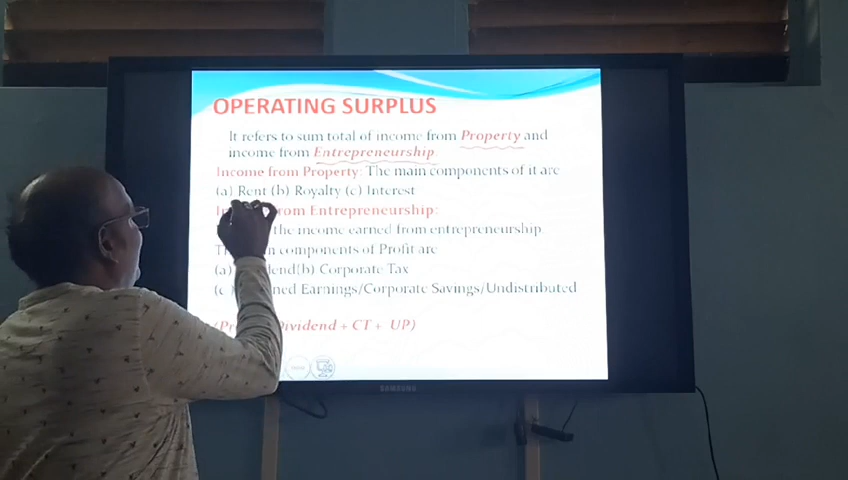 OPERATING SURPLUS
It refers to sum total of income from Property and
income from Entrepreneurship.
Income from Property: The main components of it are
(a) Rent (b) Royalty (c) Interest
from Entrepreneurship:
the income earned from entrepreneurship.
components of Profit are
(a) (b) Corporate Tax
(c Earnings/Corporate Savings/Undistributed
Dividend + CT + UP)
SAMSUNG